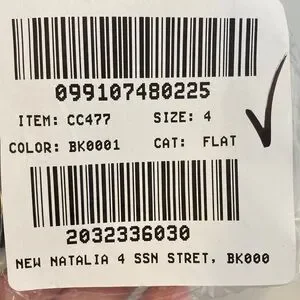 099107480225
ITEM: CC477 SIZE: 4
COLOR: BK0001 CAT: FLAT
2032336030
NEW NATALIA 4 SSN STRET, BK000